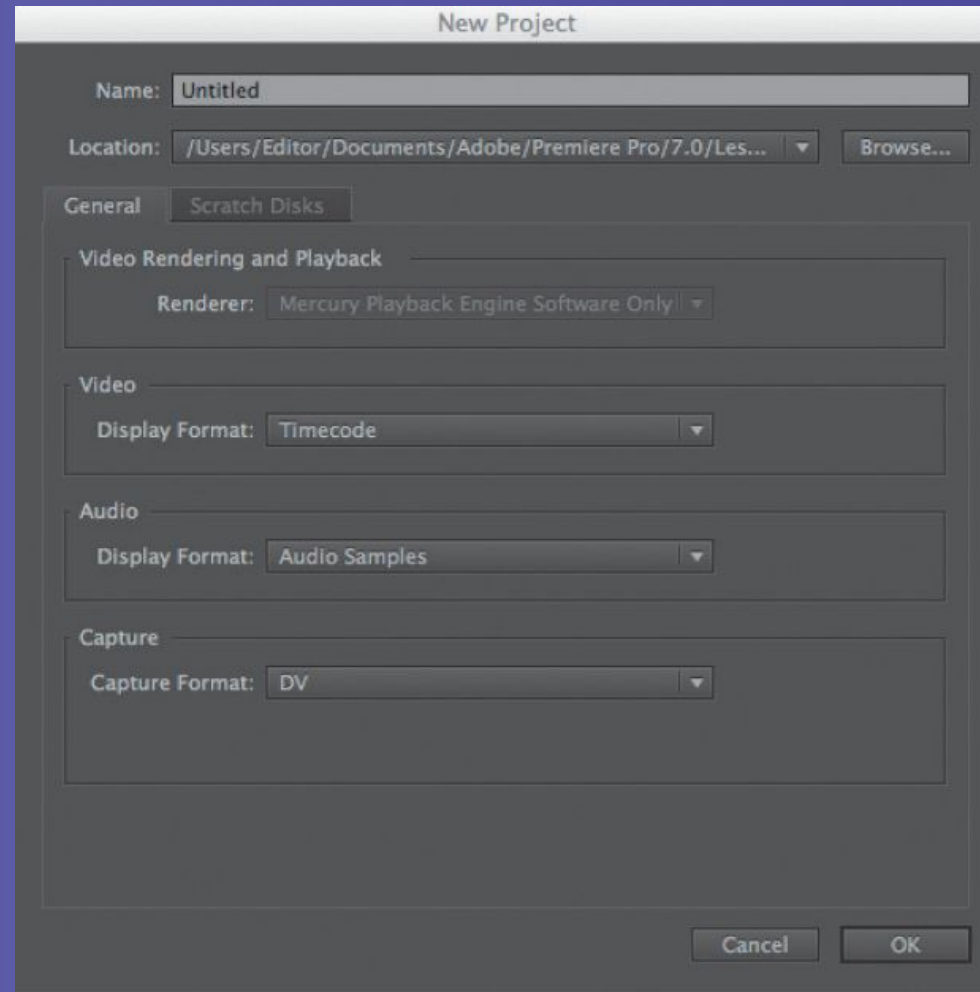 New Project
Name: Untitled
Location: /Users/Editor/Documents/Adobe/Premiere Pro/7.0/Les... Browse...
General Scratch Disks
Video Rendering and Playback
Renderer: Mercury Playback Engine Software Only
Video
Display Format: Timecode
Audio
Display Format: Audio Samples
Capture
Capture Format: DV
Cancel OK